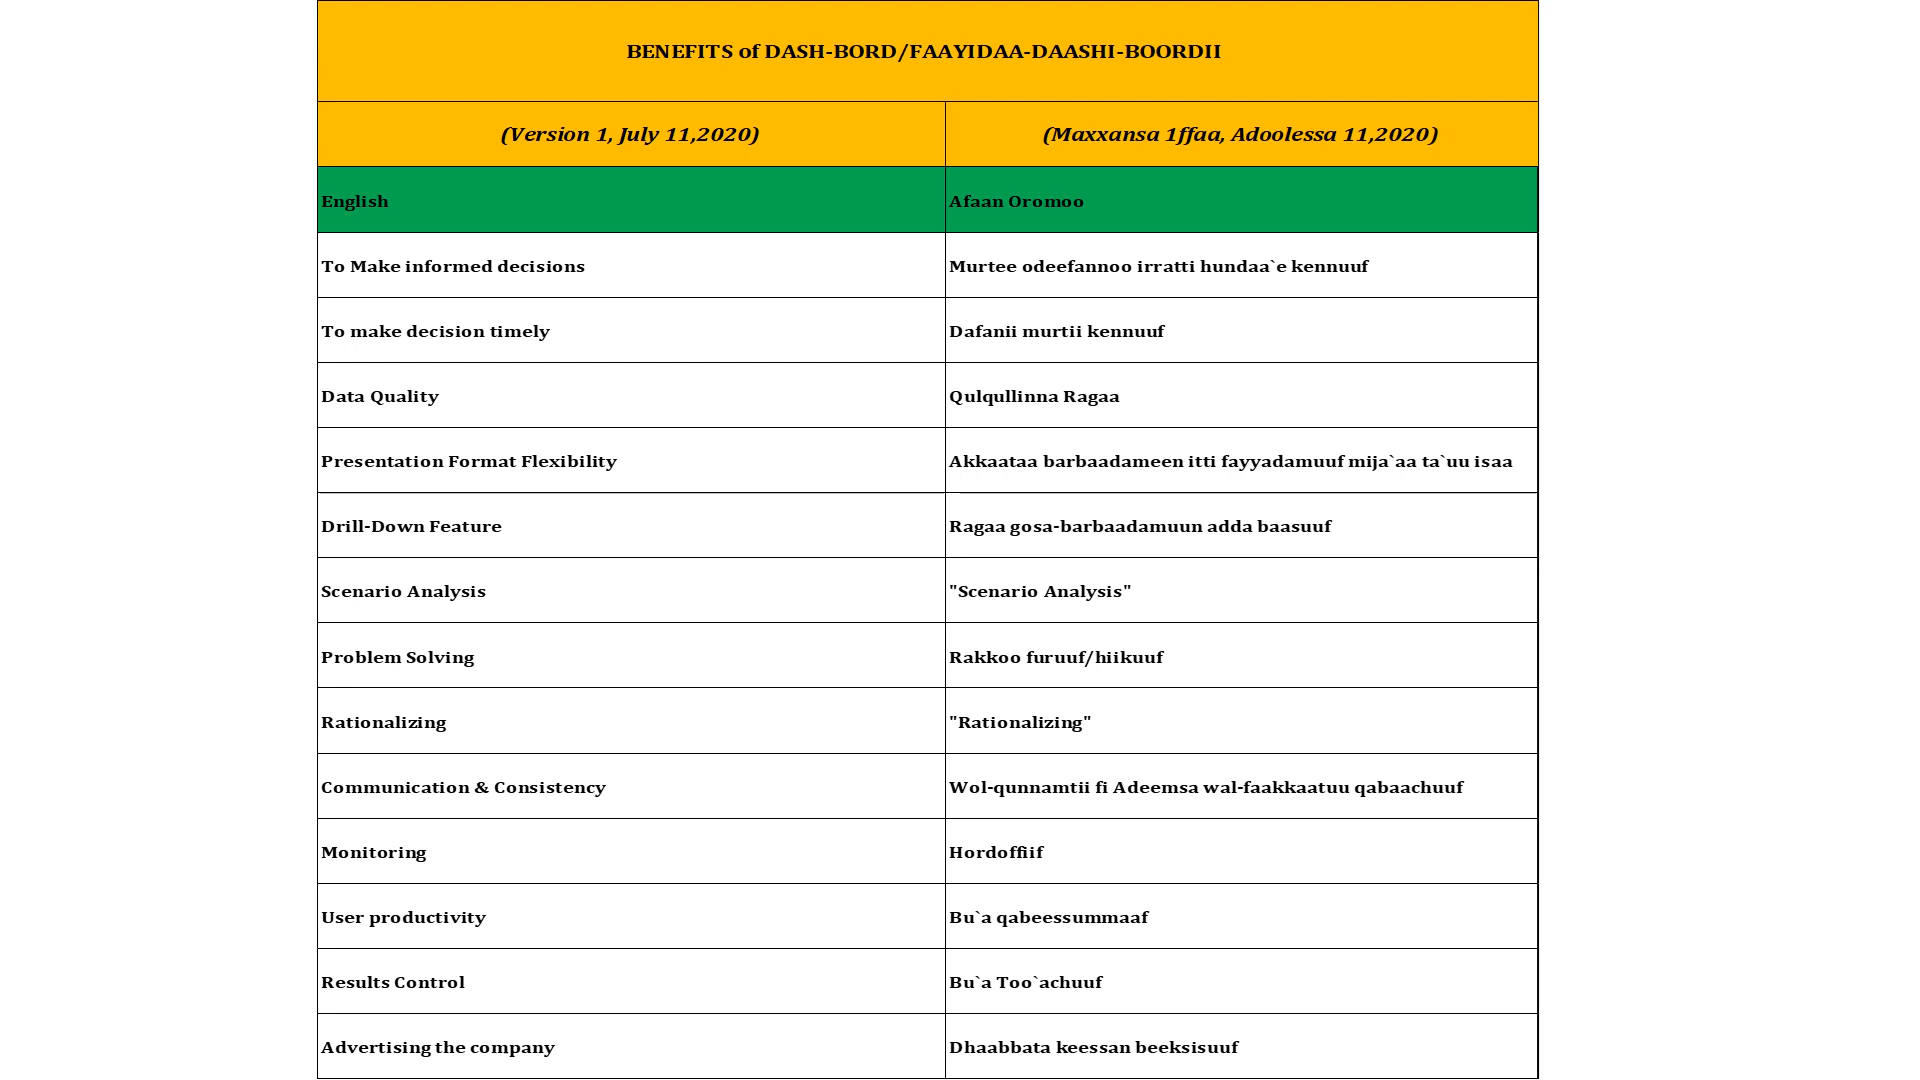 BENEFITS of DASH-BORD/FAAYIDAA-DAASHI-BOORDII
(Version 1, July 11,2020) (Maxxansa 1ffaa, Adoolessa 11,2020)
English Afaan Oromoo
To Make informed decisions Murtee odeefannoo irratti hundaa`e kennuuf
To make decision timely Dafanii murtii kennuuf
Data Quality Qulqullinna Ragaa
Presentation Format Flexibility Akkaataa barbaadameen itti fayyadamuuf mija`aa ta`uu isaa
Drill-Down Feature Ragaa gosa-barbaadamuun adda baasuuf
Scenario Analysis "Scenario Analysis"
Problem Solving Rakkoo furuuf/hiikuuf
Rationalizing "Rationalizing"
Communication & Consistency Wol-qunnamtii fi Adeemsa wal-faakkaatuu qabaachuuf
Monitoring Hordoffiif
User productivity Bu`a qabeessummaaf
Results Control Bu`a Too`achuuf
Advertising the company Dhaabbata keessan beeksisuuf